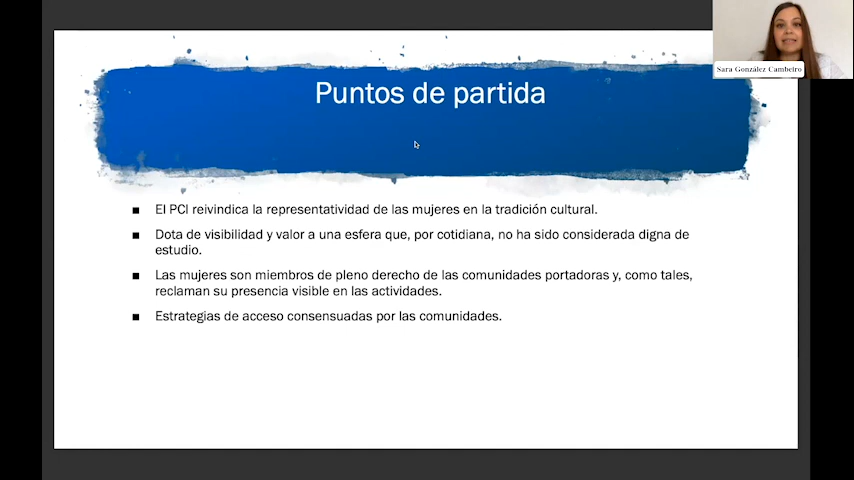 Sara González Cambeiro
Puntos de partida
El PCI reivindica la representatividad de las mujeres en la tradición cultural.
Dota de visibilidad y valor a una esfera que, por cotidiana, no ha sido considerada digna de
estudio.
Las mujeres son miembros de pleno derecho de las comunidades portadoras y, como tales,
reclaman su presencia visible en las actividades.
Estrategias de acceso consensuadas por las comunidades.